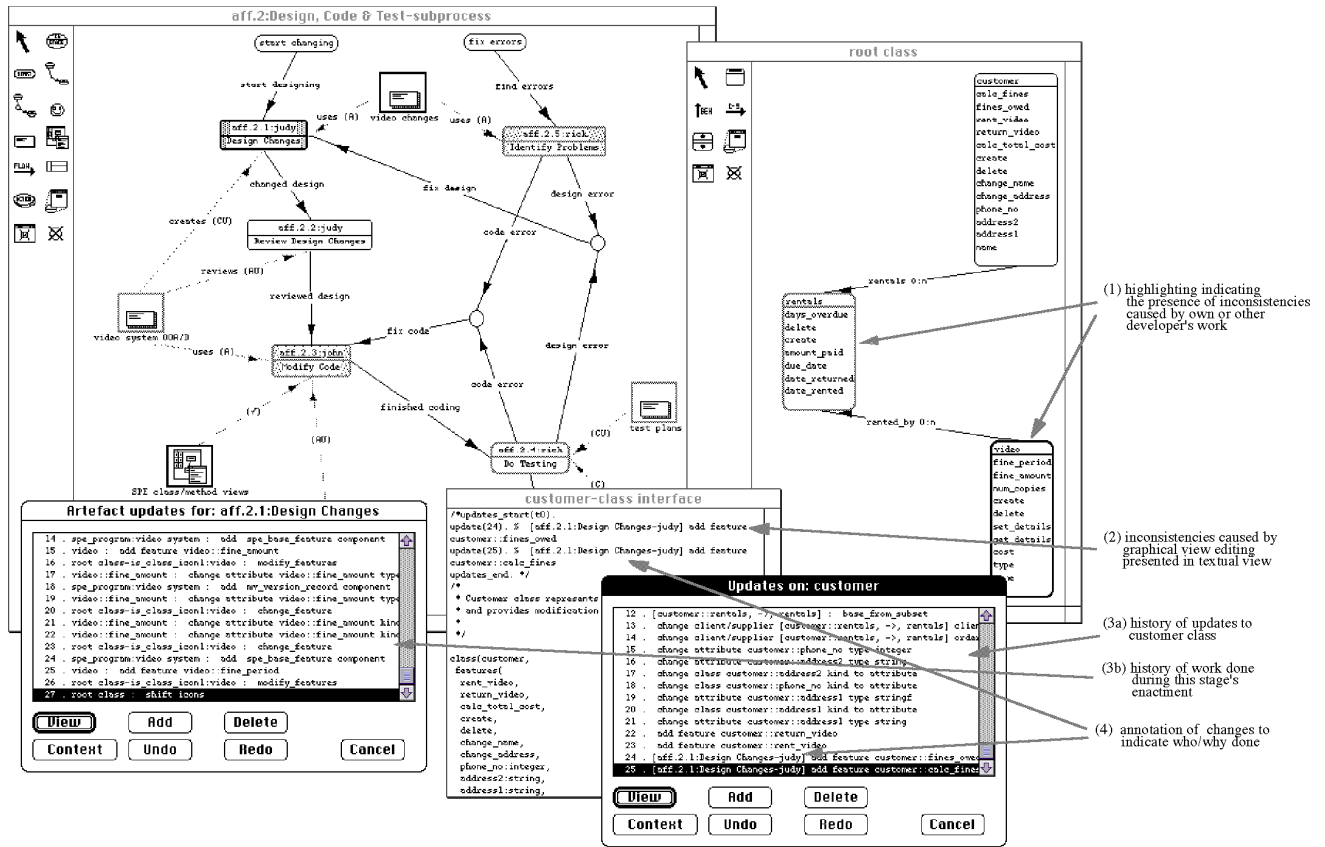 aff.2:Design, Code & Test-subprocess
start changing
fix errors
start designing
find errors
uses (A)
video changes
uses (A)
aff.2.1:judy
Design Changes
aff.2.5:rick
Identify Problems
changed design
fix design
design error
creates (CU)
code error
aff.2.2:judy
Review Design Changes
reviews (AU)
reviewed design
video system OOA/D
fix code
uses (A)
design error
aff.2.3:john
Modify Code
code error
finished coding
test plans
(√)
(AU)
(CU)
aff.2.4:rick
Do Testing
(C)
SPE class/method views
root class
customer
calc_fines
fines_owed
rent_video
return_video
calc_total_cost
create
delete
change_name
change_address
phone_no
address2
address1
name
rentals 0:n
rentals
days_overdue
delete
create
amount_paid
due_date
date_returned
date_rented
rented_by 0:n
video
fine_period
fine_amount
num_copies
create
delete
set_details
get_details
cost
type
(1) highlighting indicating
the presence of inconsistencies
caused by own or other
developer's work
(2) inconsistencies caused by
graphical view editing
presented in textual view
(3a) history of updates to
customer class
(3b) history of work done
during this stage's
enactment
(4) annotation of changes to
indicate who/why done
Artefact updates for: aff.2.1:Design Changes
14 . spe_program:video system : add spe_base_feature component
15 . video : add feature video::fine_amount
16 . root class-is_class_icon1:video : modify_features
17 . video::fine_amount : change attribute video::fine_amount type
18 . spe_program:video system : add mv_version_record component
19 . video::fine_amount : change attribute video::fine_amount type
20 . root class-is_class_icon1:video : change_feature
21 . video::fine_amount : change attribute video::fine_amount kind
22 . video::fine_amount : change attribute video::fine_amount kind
23 . root class-is_class_icon1:video : change_feature
24 . spe_program:video system : add spe_base_feature component
25 . video : add feature video::fine_period
26 . root class-is_class_icon1:video : modify_features
27 . root class : shift icons
View
Add
Delete
Context
Undo
Redo
Cancel
customer-class interface
/*updates_start(t0).
update(24). % [aff.2.1:Design Changes-judy] add feature
customer::fines_owed
update(25). % [aff.2.1:Design Changes-judy] add feature
customer::calc_fines
updates_end. */
/*
* Customer class represents
* and provides modification
*
*/
class(customer,
features(
rent_video,
return_video,
calc_total_cost,
create,
delete,
change_name,
change_address,
phone_no:integer,
address2:string,
address1:string,
Updates on: customer
12 . [customer::rentals, ->, rentals] : base_from_subset
13 . change client/supplier [customer::rentals, ->, rentals] clien
14 . change client/supplier [customer::rentals, ->, rentals] order
15 . change attribute customer::phone_no type integer
16 . change attribute customer::address2 type string
17 . change class customer::address2 kind to attribute
18 . change class customer::phone_no kind to attribute
19 . change attribute customer::address1 type stringf
20 . change class customer::address1 kind to attribute
21 . change attribute customer::address1 type string
22 . add feature customer::return_video
23 . add feature customer::rent_video
24 . [aff.2.1:Design Changes-judy] add feature customer::fines_owed
25 . [aff.2.1:Design Changes-judy] add feature customer::calc_fines
View
Add
Delete
Context
Undo
Redo
Cancel